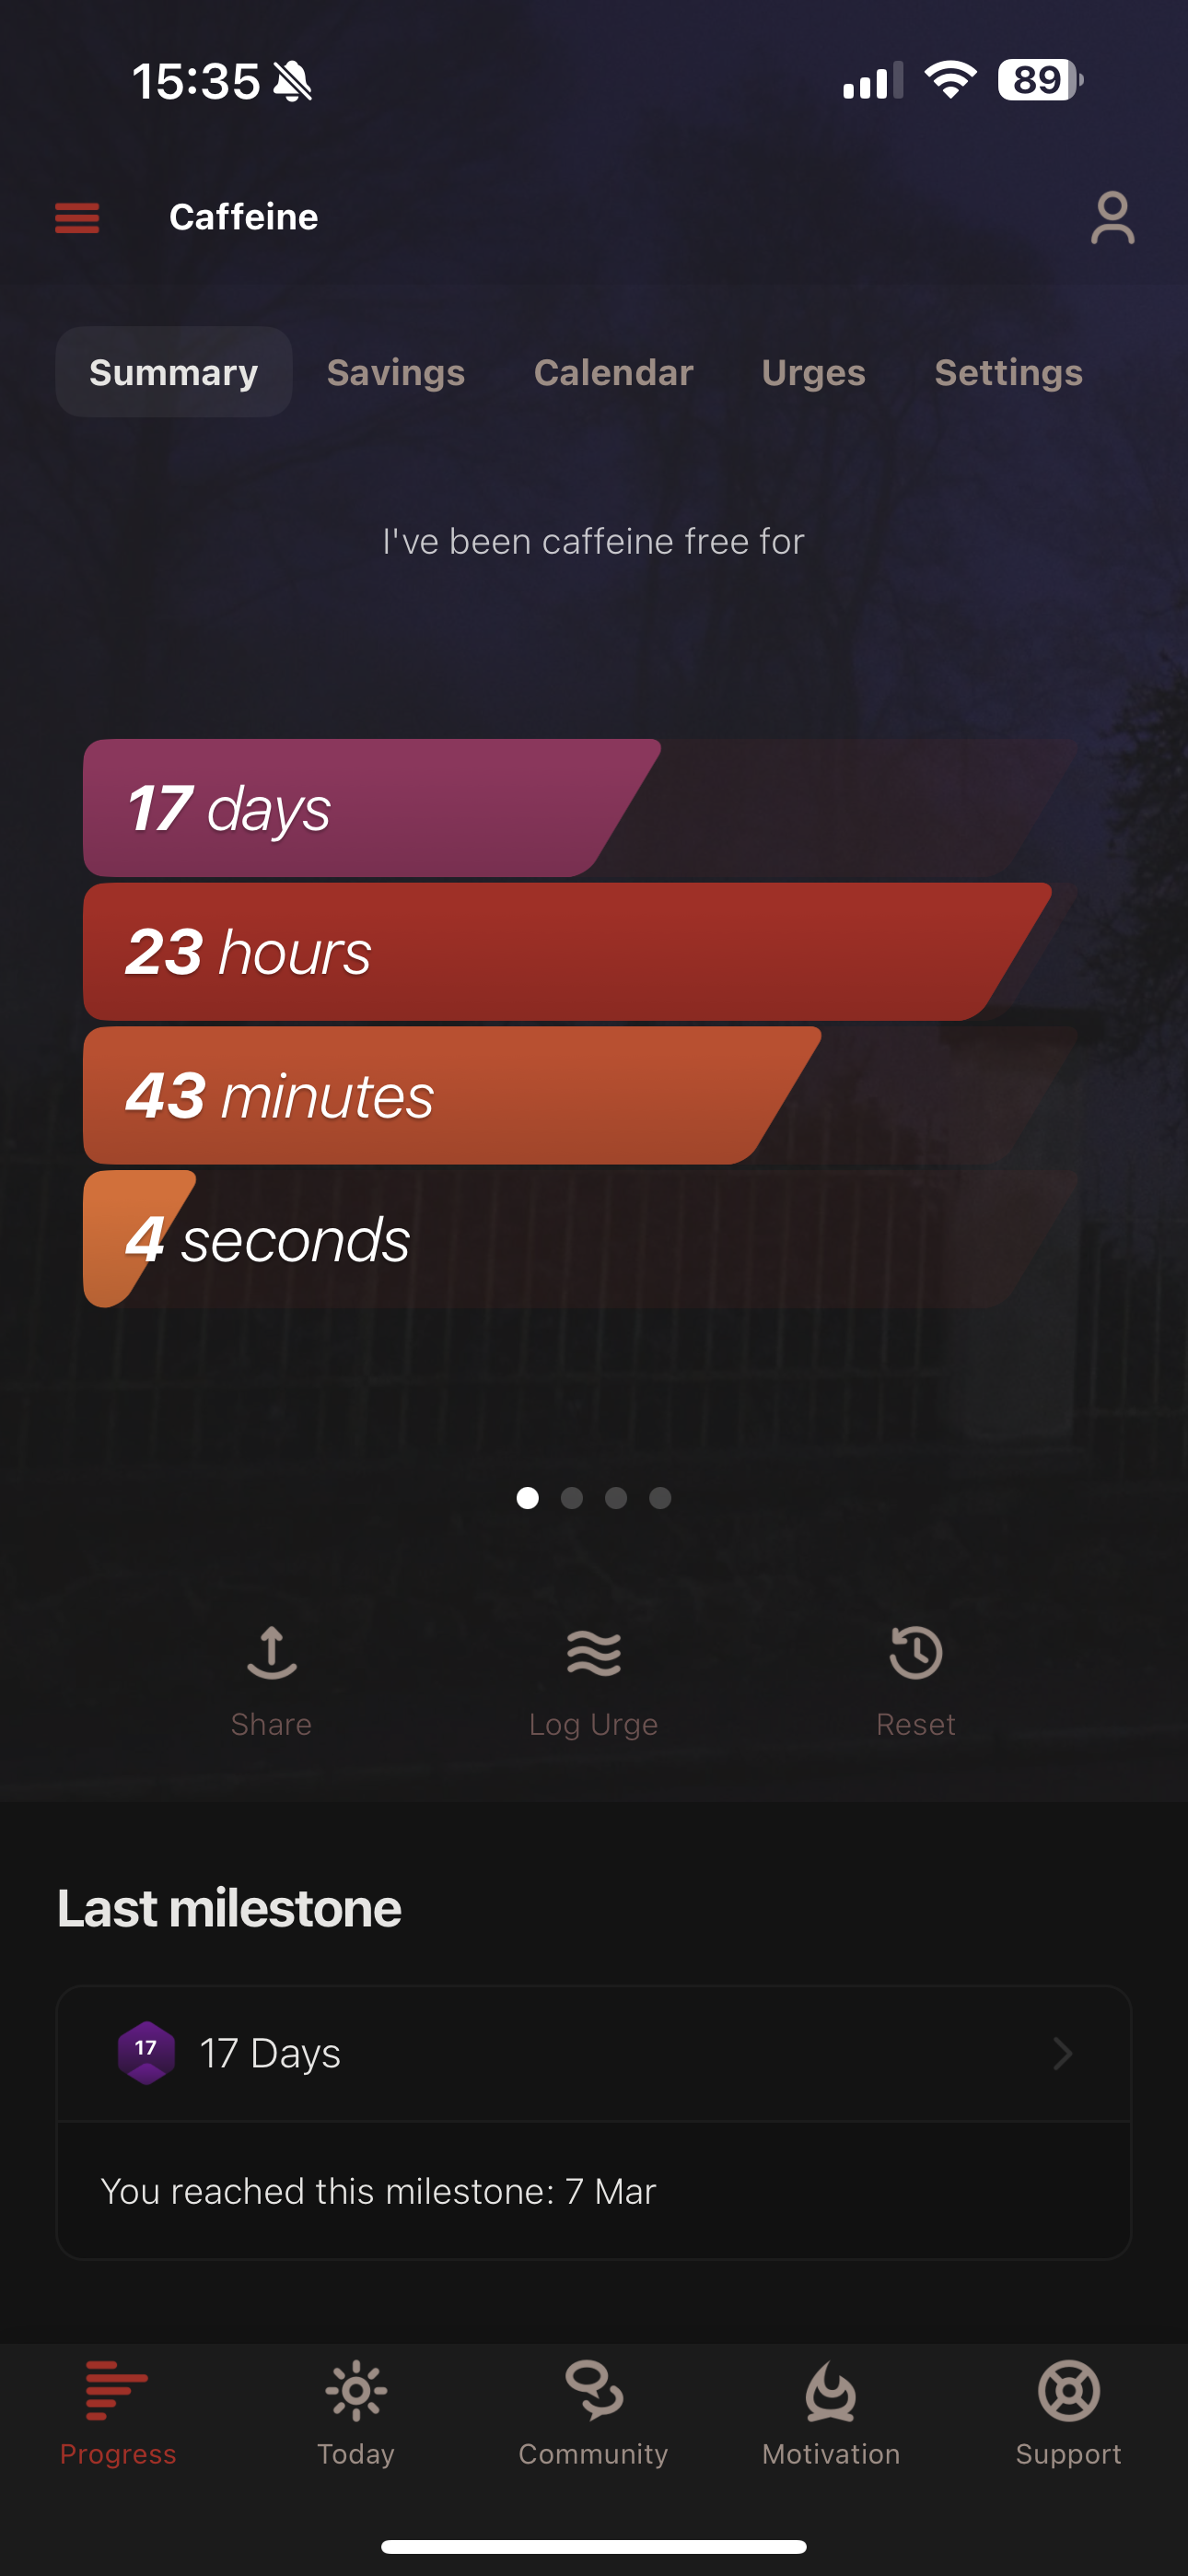 15:35
89
Caffeine
Summary Savings Calendar Urges Settings
I've been caffeine free for
17 days
23 hours
43 minutes
4 seconds
Share Log Urge Reset
Last milestone
17 17 Days
You reached this milestone: 7 Mar
Progress Today Community Motivation Support